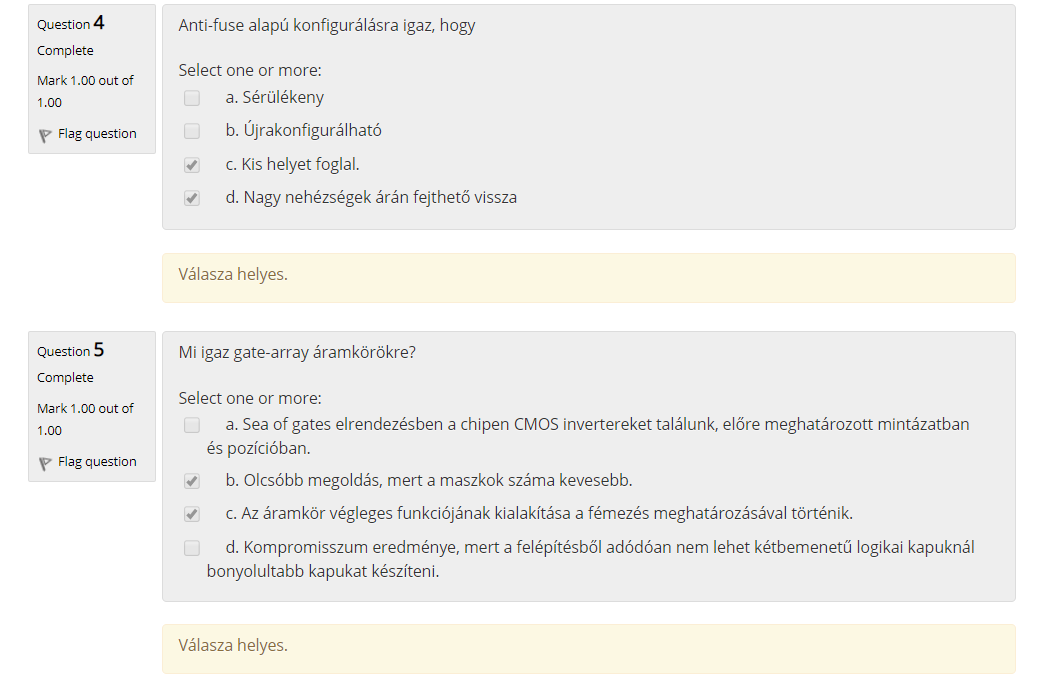 Question 4
Complete
Mark 1.00 out of
1.00
Flag question
Anti-fuse alapú konfigurálásra igaz, hogy
Select one or more:
a. Sérülékeny
b. Újrakonfigurálható
c. Kis helyet foglal.
d. Nagy nehézségek árán fejthető vissza
Válasza helyes.
Question 5
Complete
Mark 1.00 out of
1.00
Flag question
Mi igaz gate-array áramkörökre?
Select one or more:
a. Sea of gates elrendezésben a chipen CMOS invertereket találunk, előre meghatározott mintázatban
és pozícióban.
b. Olcsóbb megoldás, mert a maszkok száma kevesebb.
c. Az áramkör végleges funkciójának kialakítása a fémezés meghatározásával történik.
d. Kompromisszum eredménye, mert a felépítésből adódóan nem lehet kétbemenetű logikai kapuknál
bonyolultabb kapukat készíteni.
Válasza helyes.